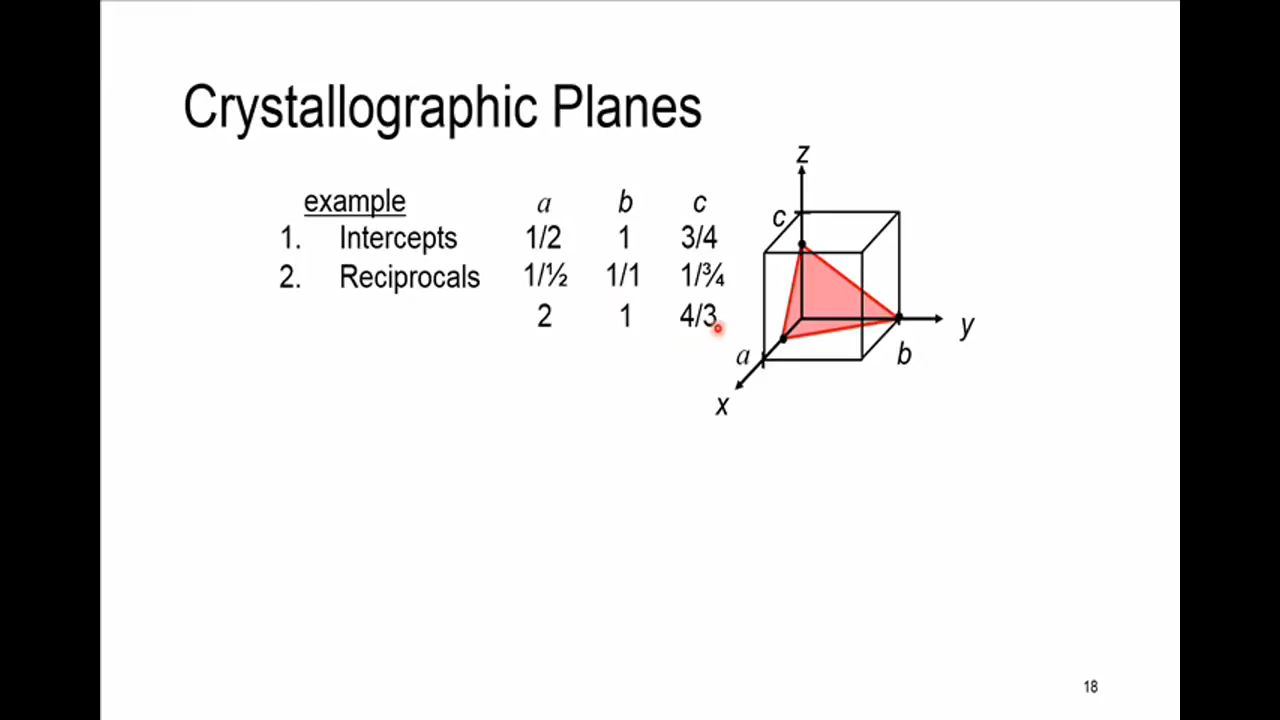 Crystallographic Planes
example a b c
1. Intercepts 1/2 1 3/4
2. Reciprocals 1/½ 1/1 1/¾
2 1 4/3
z
c
y
a
b
x
18